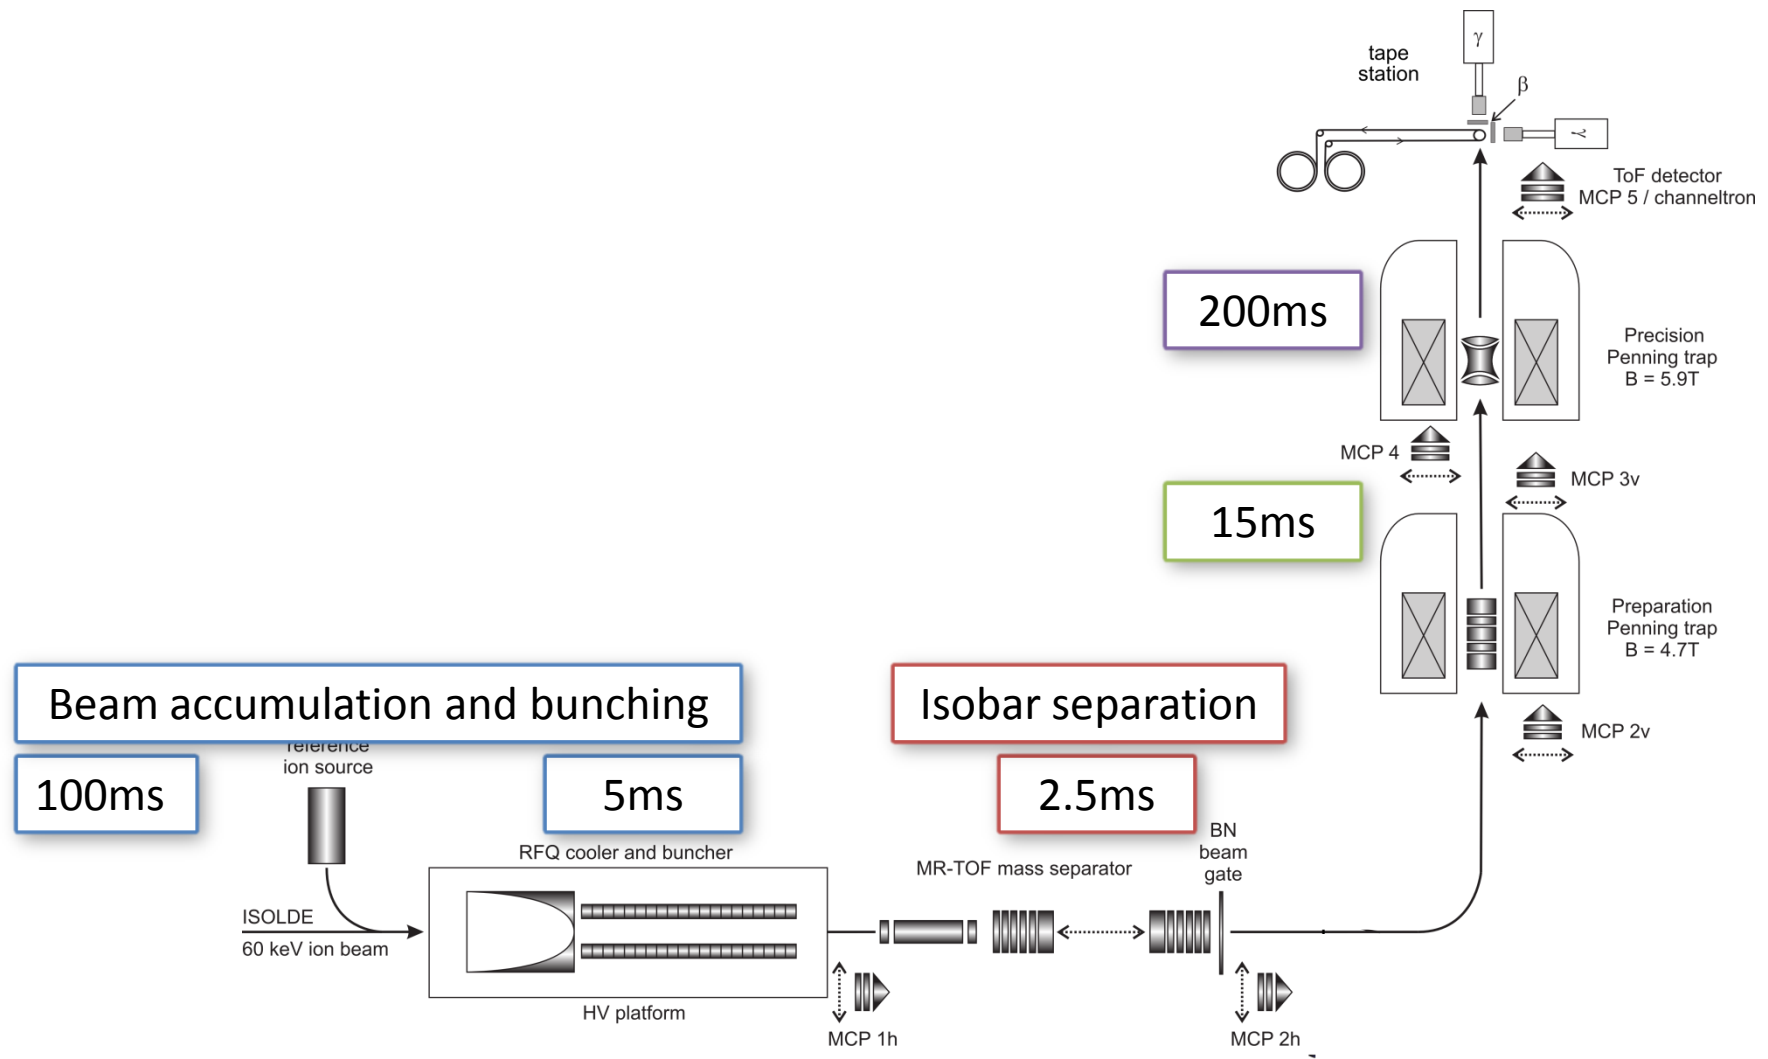 γ
tape
station
β
γ
ToF detector
MCP 5 / channeltron
200ms
Precision
Penning trap
B = 5.9T
MCP 4
MCP 3v
15ms
Preparation
Penning trap
B = 4.7T
MCP 2v
Beam accumulation and bunching
Isobar separation
reference
ion source
100ms
5ms
2.5ms
RFQ cooler and buncher
MR-TOF mass separator
BN
beam
gate
ISOLDE
60 keV ion beam
HV platform
MCP 1h
MCP 2h